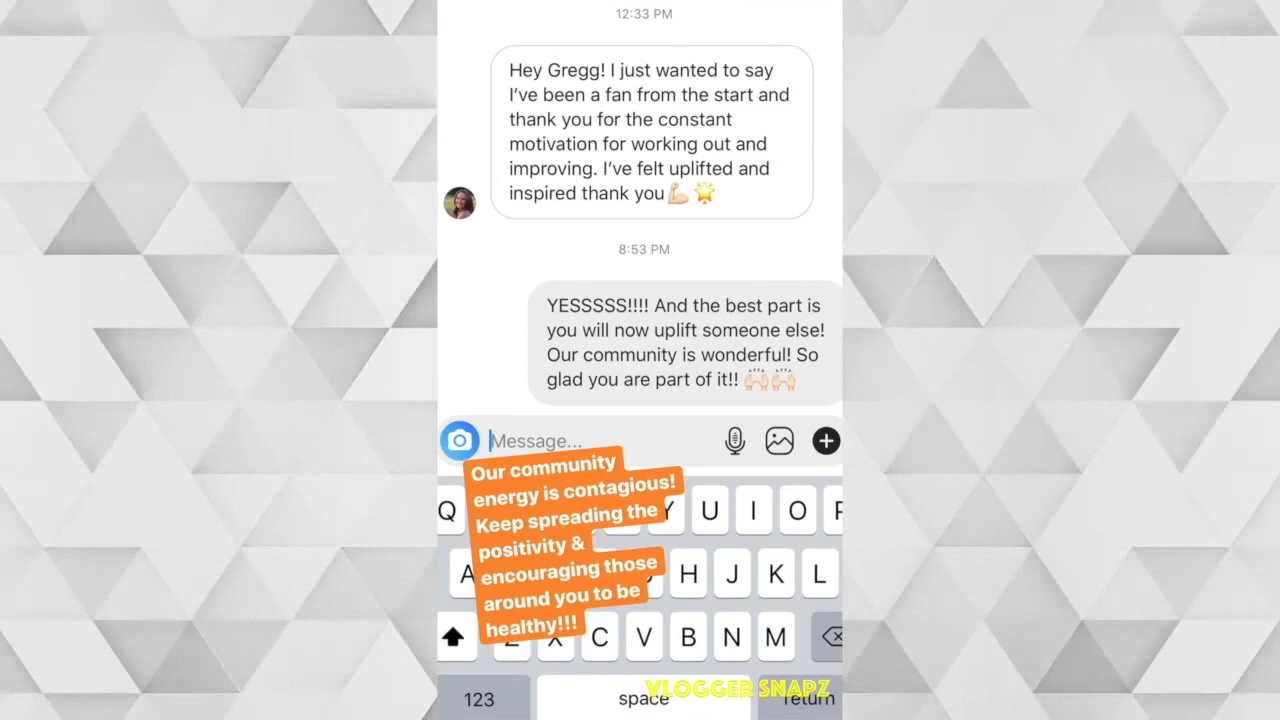 12:33 PM
Hey Gregg! I just wanted to say
I’ve been a fan from the start and
thank you for the constant
motivation for working out and
improving. I’ve felt uplifted and
inspired thank you💪🏻🌟
8:53 PM
YESSSSS!!!! And the best part is
you will now uplift someone else!
Our community is wonderful! So
glad you are part of it!! 🙌🏻🙌🏻
Message...
Our community
energy is contagious!
Keep spreading the
positivity &
encouraging those
around you to be
healthy!!!
Q Y U I O P
A H J K L
Z X C V B N M
123 space return
VLOGGER SNAPZ